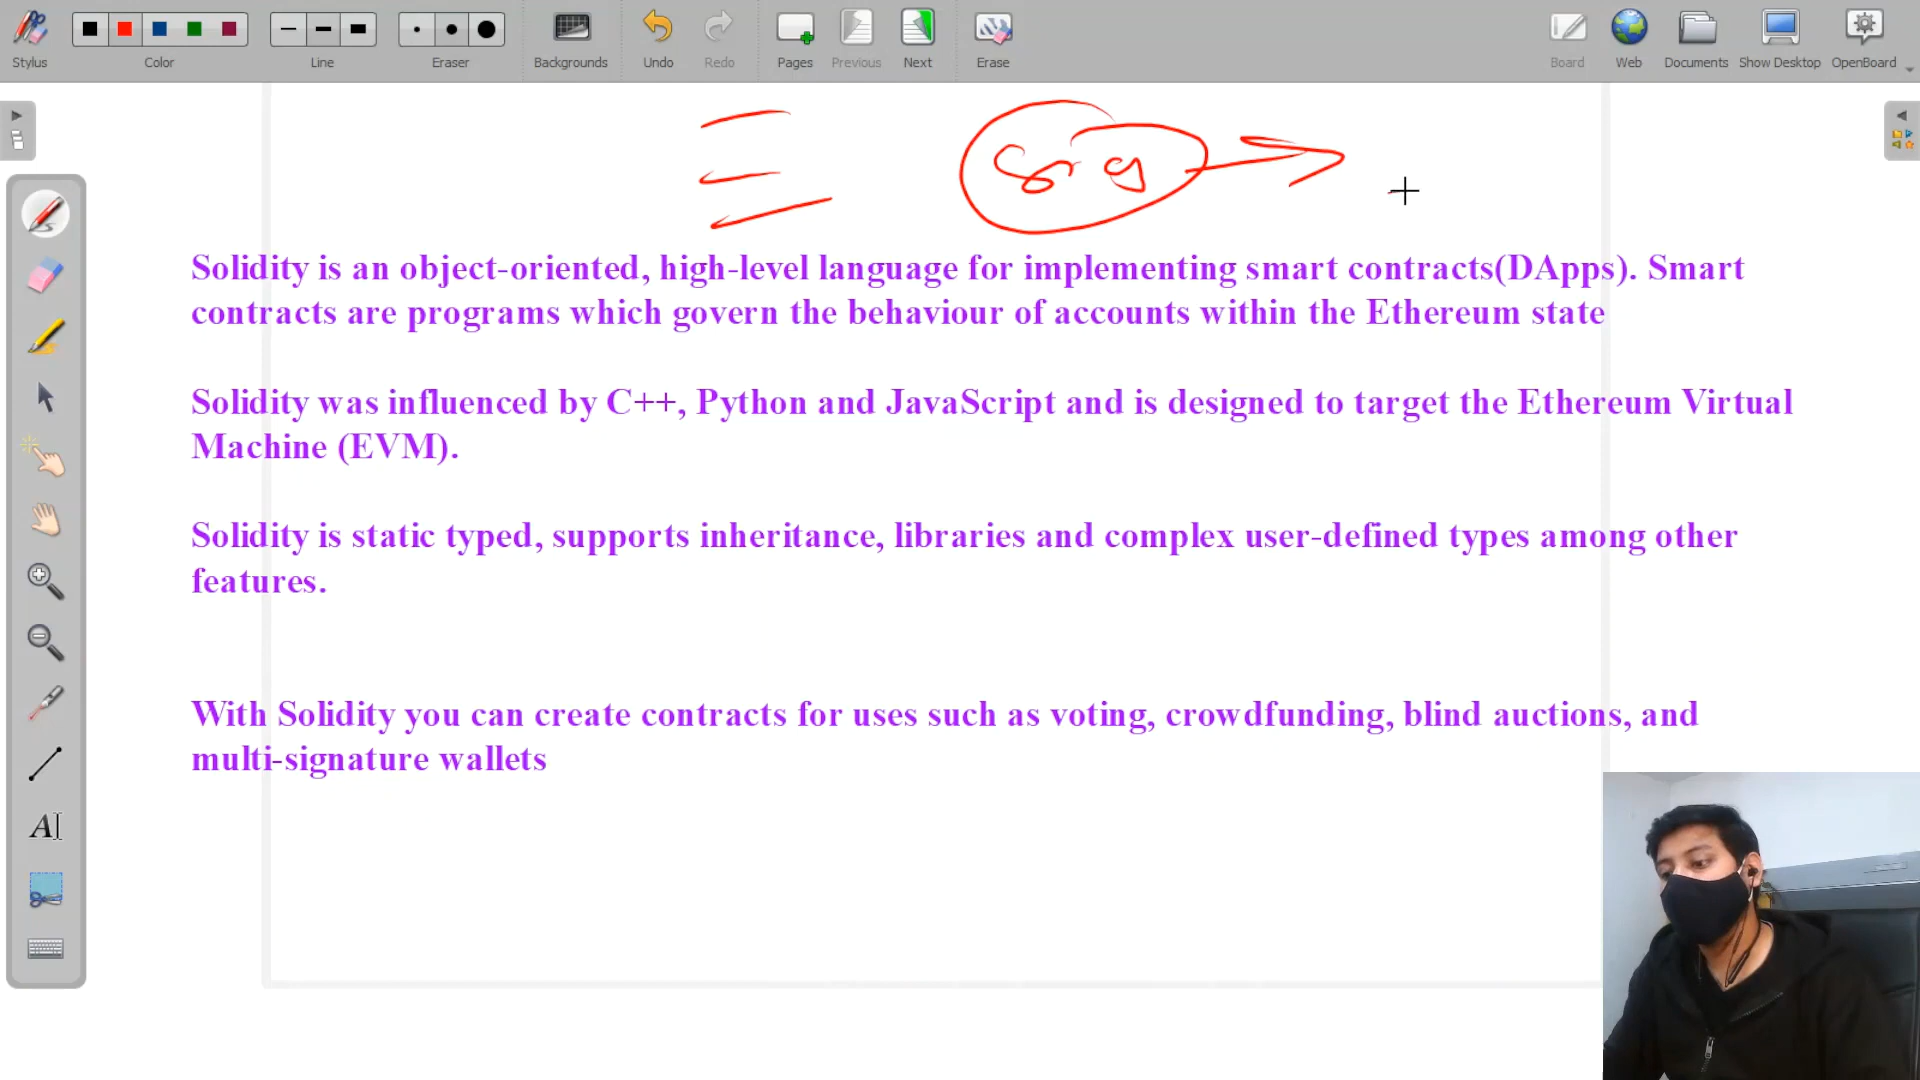 Stylus Color Line Eraser Backgrounds Undo Redo Pages Previous Next Erase Board Web Documents Show Desktop OpenBoard
Solidity is an object-oriented, high-level language for implementing smart contracts(DApps). Smart
contracts are programs which govern the behaviour of accounts within the Ethereum state
Solidity was influenced by C++, Python and JavaScript and is designed to target the Ethereum Virtual
Machine (EVM).
Solidity is static typed, supports inheritance, libraries and complex user-defined types among other
features.
With Solidity you can create contracts for uses such as voting, crowdfunding, blind auctions, and
multi-signature wallets